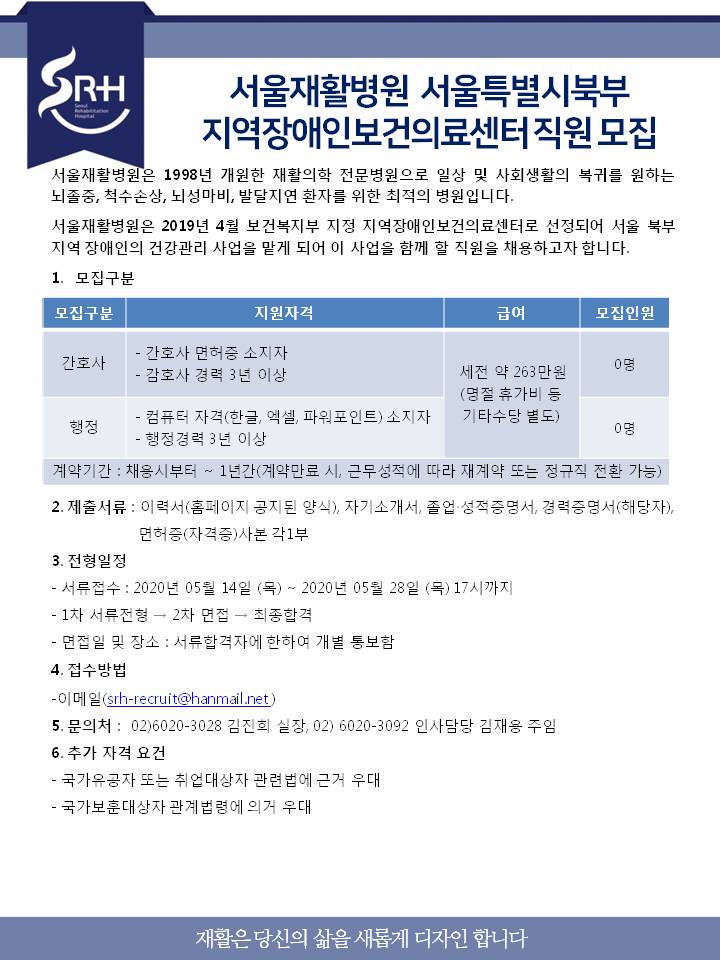 SRH
Seoul
Rehabilitation
Hospital
서울재활병원 서울특별시북부
지역장애인보건의료센터 직원 모집
서울재활병원은 1998년 개원한 재활의학 전문병원으로 일상 및 사회생활의 복귀를 원하는
뇌졸중, 척수손상, 뇌성마비, 발달지연 환자를 위한 최적의 병원입니다.
서울재활병원은 2019년 4월 보건복지부 지정 지역장애인보건의료센터로 선정되어 서울 북부
지역 장애인의 건강관리 사업을 맡게 되어 이 사업을 함께 할 직원을 채용하고자 합니다.
1. 모집구분
모집구분 지원자격 급여 모집인원
간호사
- 간호사 면허증 소지자
- 감호사 경력 3년 이상
세전 약 263만원
(명절 휴가비 등
기타수당 별도)
0명
행정
- 컴퓨터 자격(한글, 엑셀, 파워포인트) 소지자
- 행정경력 3년 이상
0명
계약기간 : 채용시부터 ~ 1년간(계약만료 시, 근무성적에 따라 재계약 또는 정규직 전환 가능)
2. 제출서류 : 이력서(홈페이지 공지된 양식), 자기소개서, 졸업·성적증명서, 경력증명서(해당자),
면허증(자격증)사본 각1부
3. 전형일정
- 서류접수 : 2020년 05월 14일 (목) ~ 2020년 05월 28일 (목) 17시까지
- 1차 서류전형 → 2차 면접 → 최종합격
- 면접일 및 장소 : 서류합격자에 한하여 개별 통보함
4. 접수방법
-이메일(srh-recruit@hanmail.net )
5. 문의처 : 02)6020-3028 김진희 실장, 02) 6020-3092 인사담당 김재용 주임
6. 추가 자격 요건
- 국가유공자 또는 취업대상자 관련법에 근거 우대
- 국가보훈대상자 관계법령에 의거 우대
재활은 당신의 삶을 새롭게 디자인 합니다